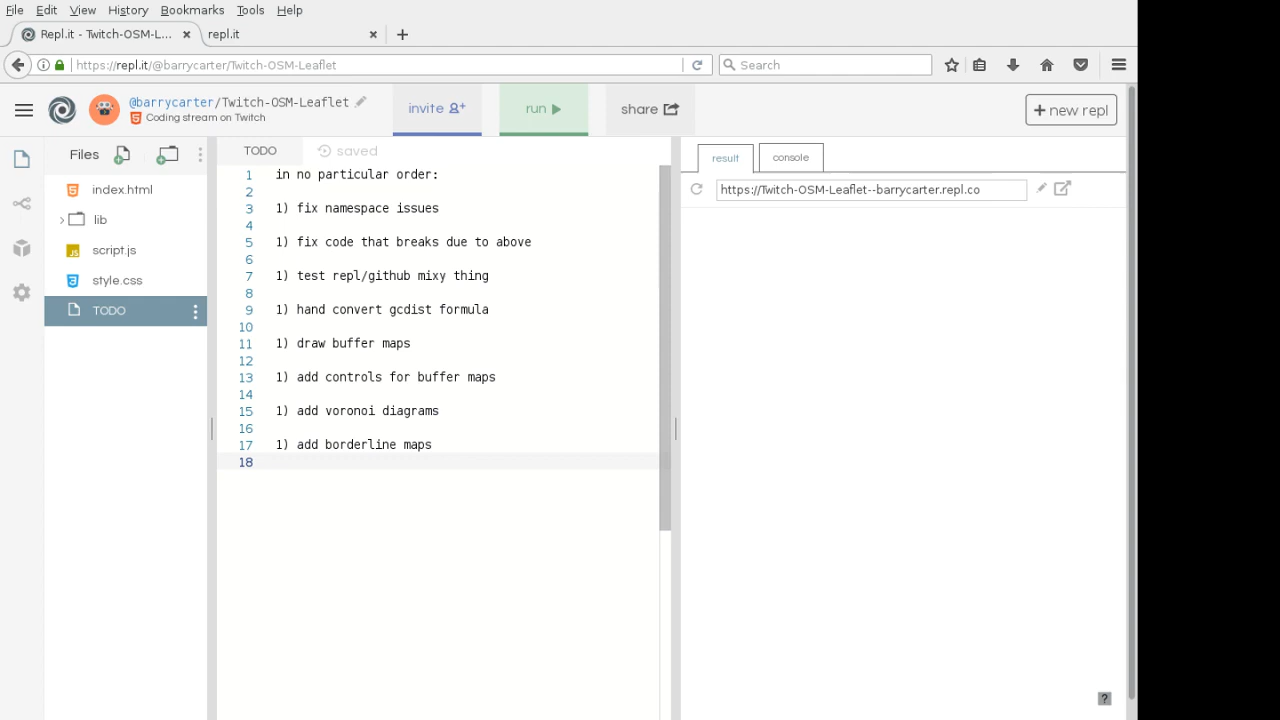 File Edit View History Tools Help
Repl.it - Twitch-OSM-L...
repl.it
https://repl.it/@barrycarter/Twitch-OSM-Leaflet
Search
@barrycarter/Twitch-OSM-Leaflet
Coding stream on Twitch
invite
run
share
+ new repl
Files
index.html
lib
script.js
style.css
TODO
TODO
saved
1 in no particular order:
2
3 1) fix namespace issues
4
5 1) fix code that breaks due to above
6
7 1) test repl/github mixy thing
8
9 1) hand convert gcdist formula
10
11 1) draw buffer maps
12
13 1) add controls for buffer maps
14
15 1) add voronoi diagrams
16
17 1) add borderline maps
18
result
console
https://Twitch-OSM-Leaflet--barrycarter.repl.co
?